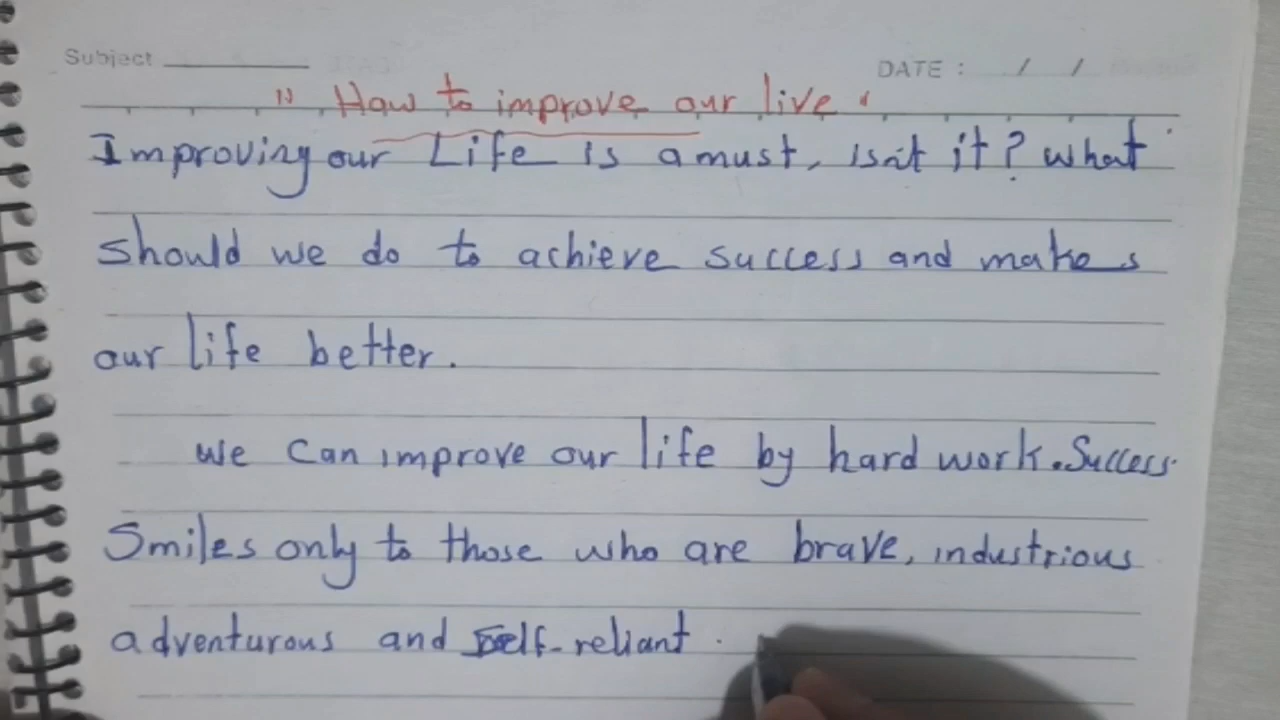 Subject
DATE : / /
" How to improve our live "
Improving our Life is a must, isn't it? what
should we do to achieve success and makes
our life better.
we can improve our life by hard work. Success
Smiles only to those who are brave, industrious
adventurous and self-reliant.